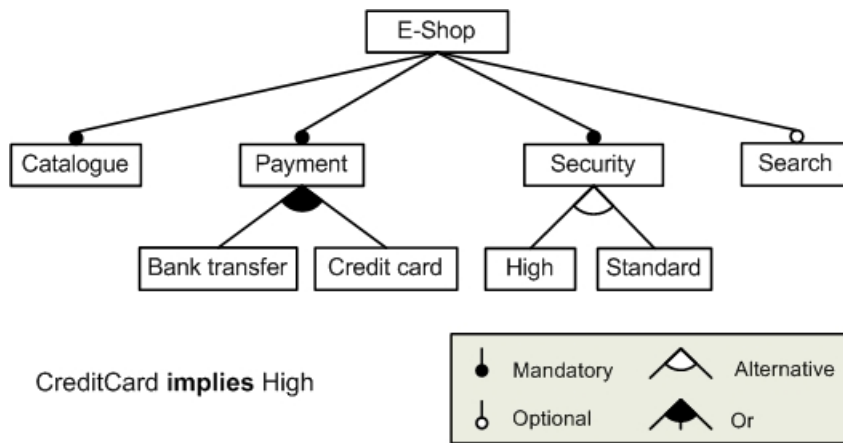 E-Shop
Catalogue
Payment
Security
Search
Bank transfer
Credit card
High
Standard
CreditCard implies High
Mandatory
Alternative
Optional
Or